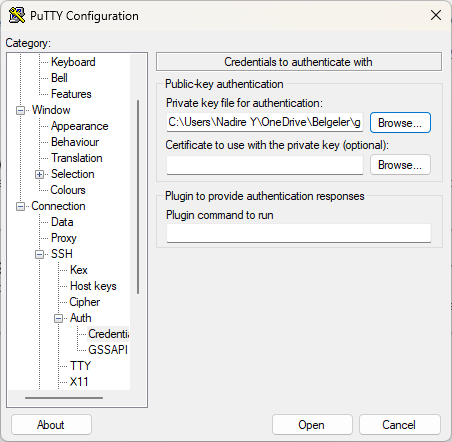 PuTTY Configuration
Category:
Keyboard
Bell
Features
Window
Appearance
Behaviour
Translation
Selection
Colours
Connection
Data
Proxy
SSH
Kex
Host keys
Cipher
Auth
Credentia
GSSAPI
TTY
X11
Credentials to authenticate with
Public-key authentication
Private key file for authentication:
C:\Users\Nadire Y\OneDrive\Belgeler\g Browse...
Certificate to use with the private key (optional):
Browse...
Plugin to provide authentication responses
Plugin command to run
About Open Cancel